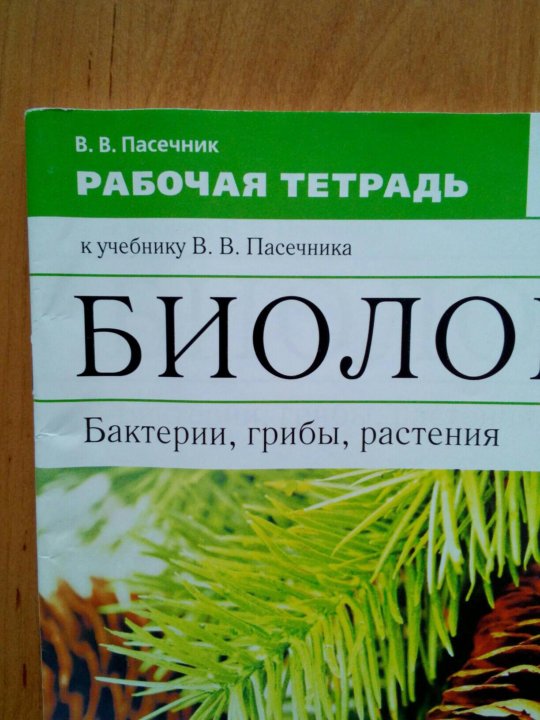 В. В. Пасечник
РАБОЧАЯ ТЕТРАДЬ
к учебнику В. В. Пасечника
БИОЛО
Бактерии, грибы, растения